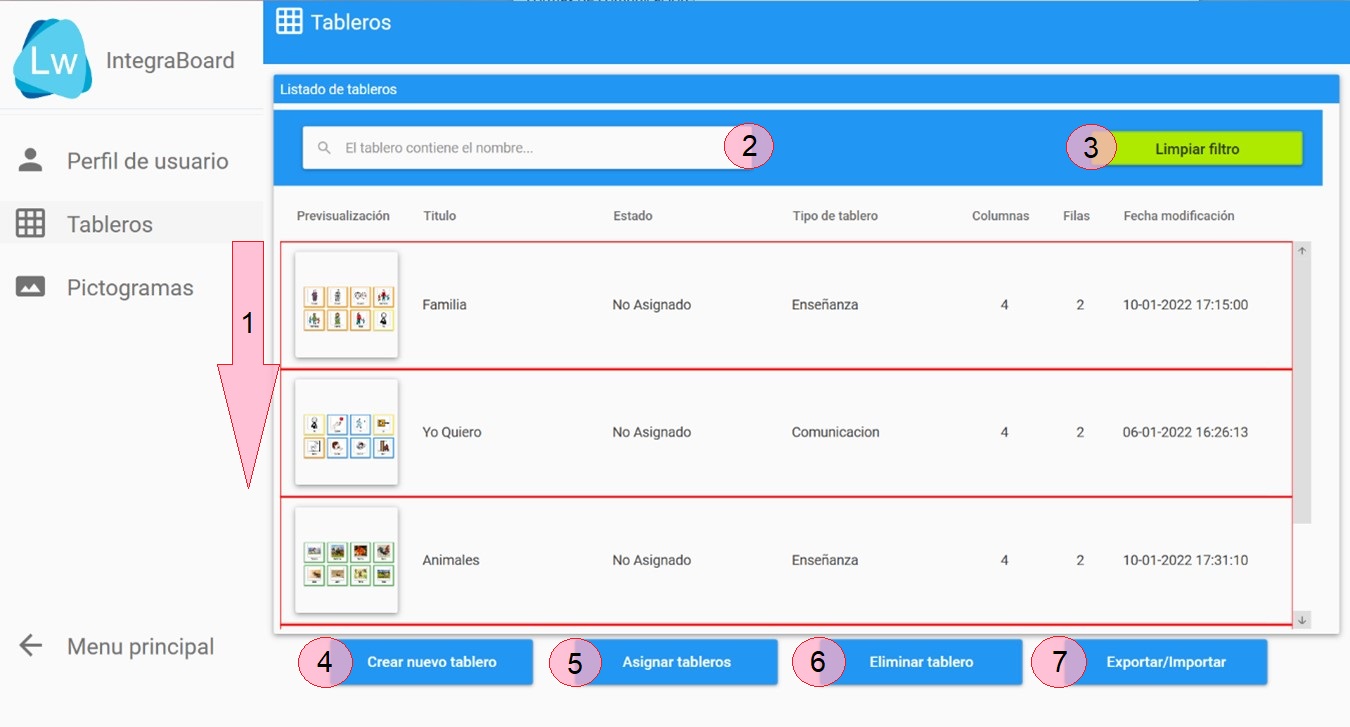 Tableros
Lw IntegraBoard
Listado de tableros
El tablero contiene el nombre... 2
3 Limpiar filtro
Perfil de usuario
Tableros
Pictogramas
1
Previsualización Titulo Estado Tipo de tablero Columnas Filas Fecha modificación
Familia No Asignado Enseñanza 4 2 10-01-2022 17:15:00
Yo Quiero No Asignado Comunicacion 4 2 06-01-2022 16:26:13
Animales No Asignado Enseñanza 4 2 10-01-2022 17:31:10
Menu principal
4 Crear nuevo tablero 5 Asignar tableros 6 Eliminar tablero 7 Exportar/Importar